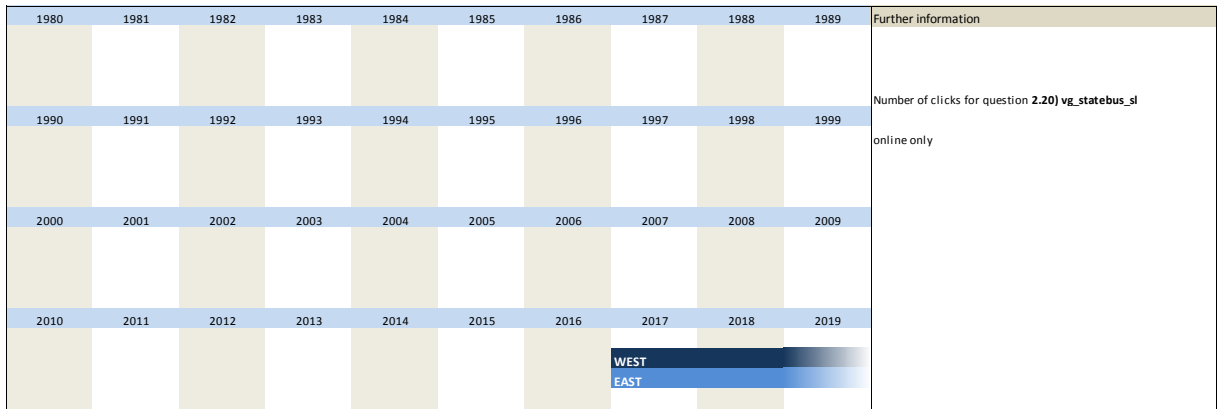 1980 1981 1982 1983 1984 1985 1986 1987 1988 1989 Further information
Number of clicks for question 2.20) vg_statebus_sl
1990 1991 1992 1993 1994 1995 1996 1997 1998 1999
online only
2000 2001 2002 2003 2004 2005 2006 2007 2008 2009
2010 2011 2012 2013 2014 2015 2016 2017 2018 2019
WEST
EAST